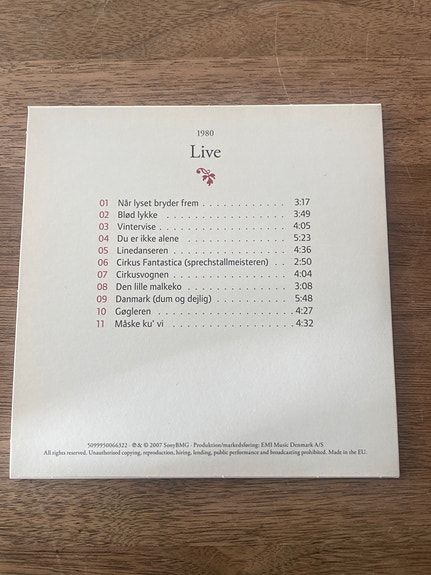 1980
Live
01 Når lyset bryder frem . . . . . . . . . . . . 3:17
02 Blød lykke . . . . . . . . . . . . . . . . . 3:49
03 Vintervise . . . . . . . . . . . . . . . . . 4:05
04 Du er ikke alene . . . . . . . . . . . . . . 5:23
05 Linedanseren . . . . . . . . . . . . . . . 4:36
06 Cirkus Fantastica (sprechstallmeisteren) . . 2:50
07 Cirkusvognen . . . . . . . . . . . . . . . 4:04
08 Den lille malkeko . . . . . . . . . . . . . 3:08
09 Danmark (dum og dejlig) . . . . . . . . . . 5:48
10 Gøgleren . . . . . . . . . . . . . . . . . . 4:27
11 Måske ku' vi . . . . . . . . . . . . . . . . 4:32
5099950066322 · ℗ & © 2007 SonyBMG · Produktion/markedsføring: EMI Music Denmark A/S
All rights reserved. Unauthorised copying, reproduction, hiring, lending, public performance and broadcasting prohibited. Made in the EU.